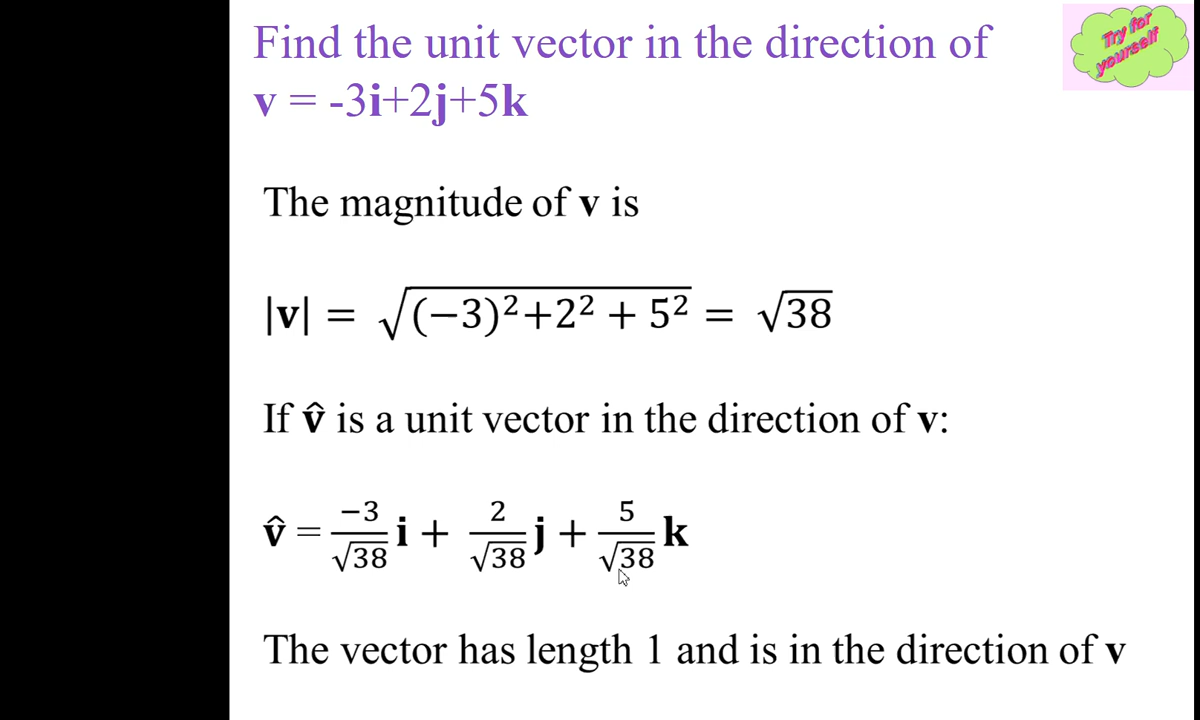 Find the unit vector in the direction of
v = -3i+2j+5k
Try for
yourself
The magnitude of v is
|v| = √((−3)²+2² + 5²) = √38
If v̂ is a unit vector in the direction of v:
v̂ = −3/√38 i + 2/√38 j + 5/√38 k
The vector has length 1 and is in the direction of v